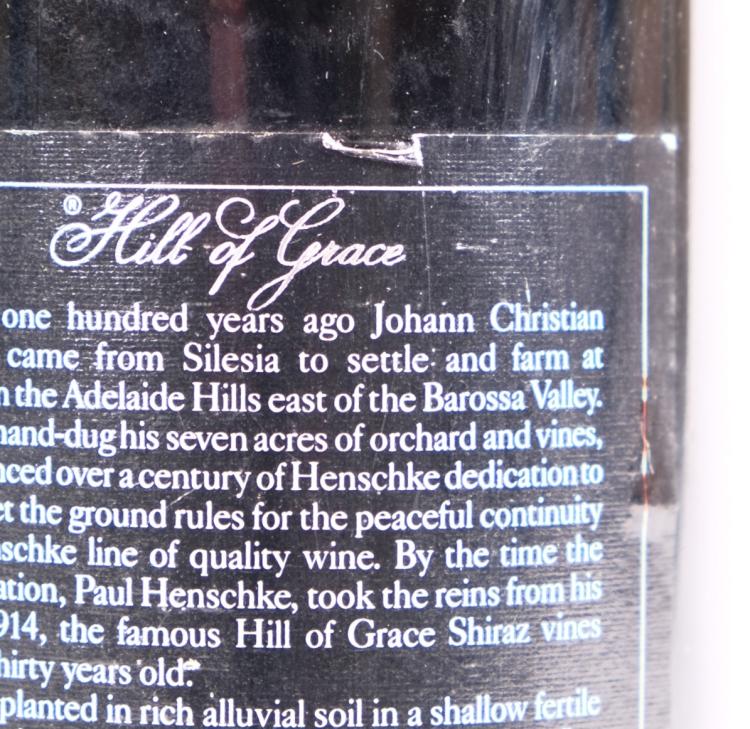 ® Hill of Grace
one hundred years ago Johann Christian
came from Silesia to settle and farm at
the Adelaide Hills east of the Barossa Valley.
hand-dug his seven acres of orchard and vines,
nced over a century of Henschke dedication to
et the ground rules for the peaceful continuity
schke line of quality wine. By the time the
ation, Paul Henschke, took the reins from his
914, the famous Hill of Grace Shiraz vines
hirty years old."
planted in rich alluvial soil in a shallow fertile